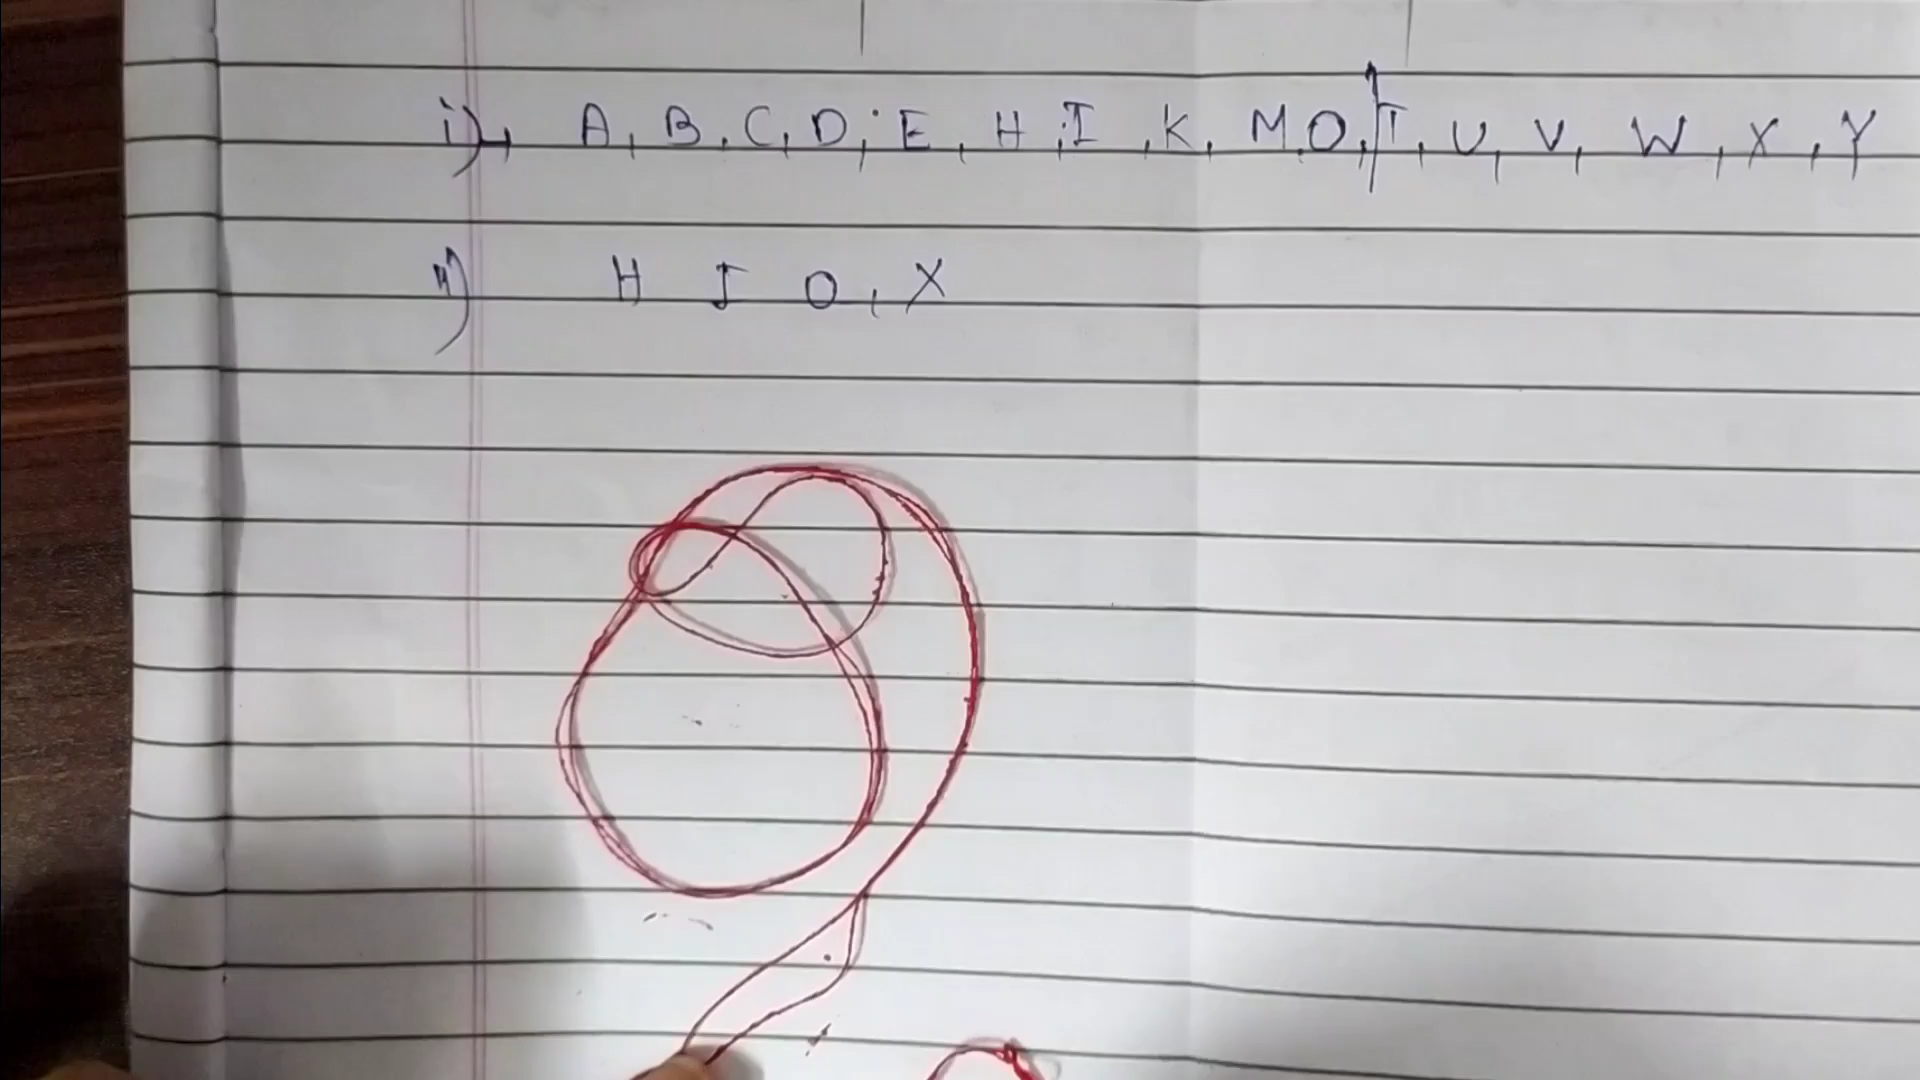 i) → A, B, C, D, E, H, I, K, M, O, T, U, V, W, X, Y
ii) H I O, X